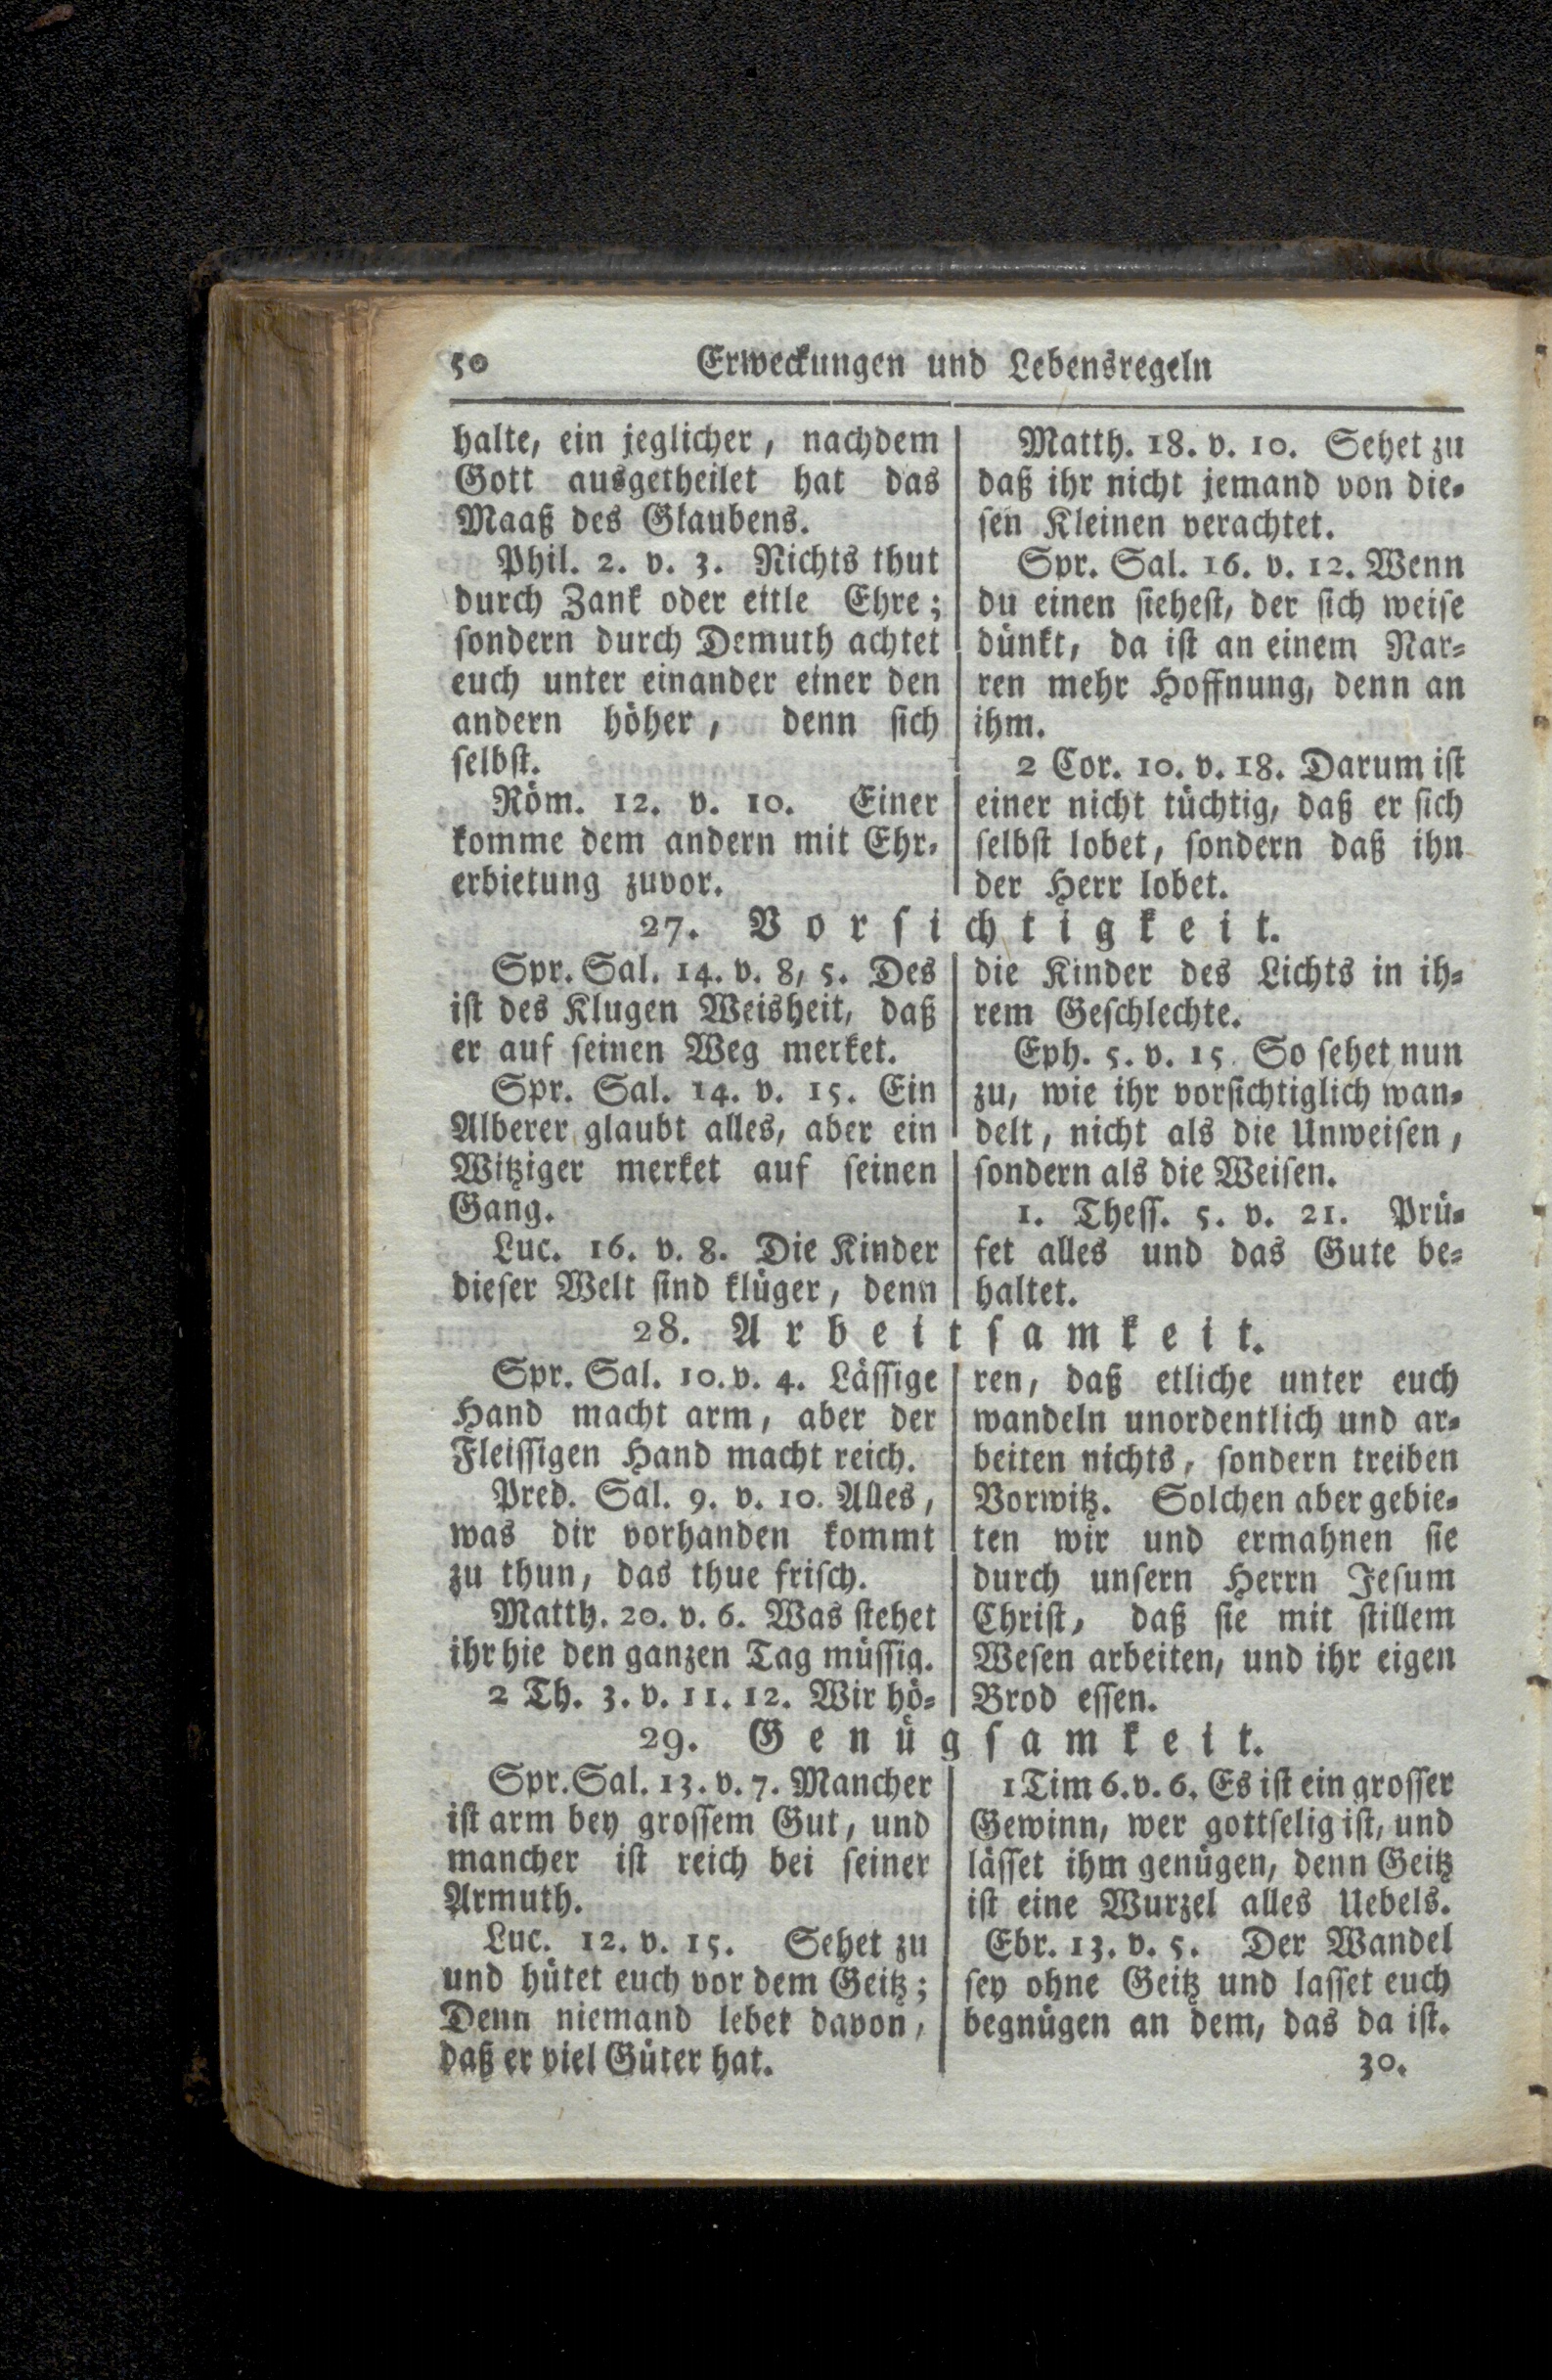 50 Erweckungen und Lebensregeln
halte, ein jeglicher, nachdem
Gott ausgetheilet hat das
Maaß des Glaubens.
Phil. 2. v. 3. Nichts thut
durch Zank oder eitle Ehre;
sondern durch Demuth achtet
euch unter einander einer den
andern höher, denn sich
selbst.
Röm. 12. v. 10. Einer
komme dem andern mit Ehr-
erbietung zuvor.
Matth. 18. v. 10. Sehet zu
daß ihr nicht jemand von die-
sen Kleinen verachtet.
Spr. Sal. 16. v. 12. Wenn
du einen siehest, der sich weise
dünkt, da ist an einem Nar-
ren mehr Hoffnung, denn an
ihm.
2 Cor. 10. v. 18. Darum ist
einer nicht tüchtig, daß er sich
selbst lobet, sondern daß ihn
der Herr lobet.
27. Vorsichtigkeit.
Spr. Sal. 14. v. 8, 5. Des
ist des Klugen Weisheit, daß
er auf seinen Weg merket.
Spr. Sal. 14. v. 15. Ein
Alberer glaubt alles, aber ein
Witziger merket auf seinen
Gang.
Luc. 16. v. 8. Die Kinder
dieser Welt sind klüger, denn
die Kinder des Lichts in ih-
rem Geschlechte.
Eph. 5. v. 15. So sehet nun
zu, wie ihr vorsichtiglich wan-
delt, nicht als die Unweisen,
sondern als die Weisen.
1. Thess. 5. v. 21. Prü-
fet alles und das Gute be-
haltet.
28. Arbeitsamkeit.
Spr. Sal. 10. v. 4. Lässige
Hand macht arm, aber der
Fleissigen Hand macht reich.
Pred. Sal. 9. v. 10. Alles,
was dir vorhanden kommt
zu thun, das thue frisch.
Matth. 20. v. 6. Was stehet
ihr hie den ganzen Tag müssig.
2 Th. 3. v. 11. 12. Wir hö-
ren, daß etliche unter euch
wandeln unordentlich und ar-
beiten nichts, sondern treiben
Vorwitz. Solchen aber gebie-
ten wir und ermahnen sie
durch unsern Herrn Jesum
Christ, daß sie mit stillem
Wesen arbeiten, und ihr eigen
Brod essen.
29. Genügsamkeit.
Spr. Sal. 13. v. 7. Mancher
ist arm bey grossem Gut, und
mancher ist reich bei seiner
Armuth.
Luc. 12. v. 15. Sehet zu
und hütet euch vor dem Geitz;
Denn niemand lebet davon,
daß er viel Güter hat.
1 Tim 6. v. 6. Es ist ein grosser
Gewinn, wer gottselig ist, und
lässet ihm genügen, denn Geitz
ist eine Wurzel alles Uebels.
Ebr. 13. v. 5. Der Wandel
sey ohne Geitz und lasset euch
begnügen an dem, das da ist.
30.